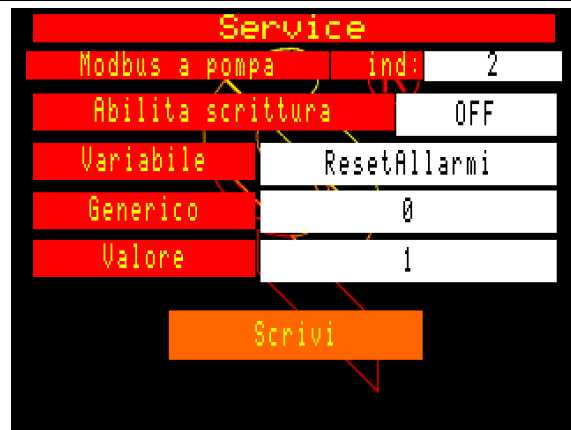 Service
Modbus a pompa ind: 2
Abilita scrittura OFF
Variabile ResetAllarmi
Generico 0
Valore 1
Scrivi